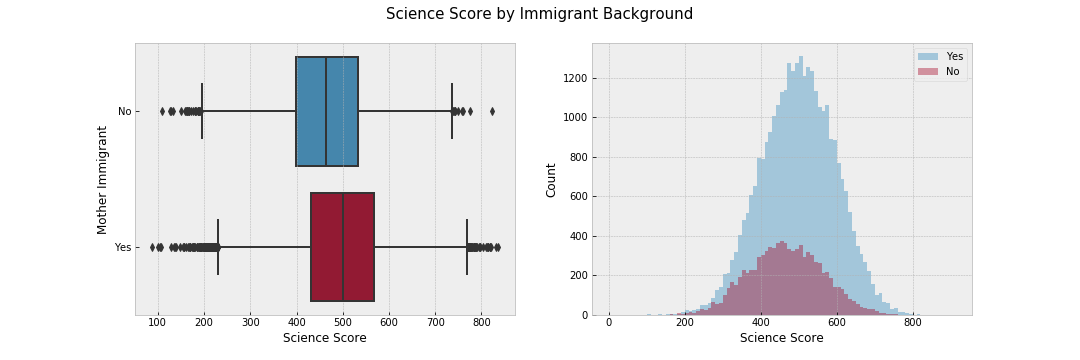 Science Score by Immigrant Background
Mother Immigrant
No
Yes
100 200 300 400 500 600 700 800
Science Score
Count
1200
1000
800
600
400
200
0
Yes
No
0 200 400 600 800
Science Score